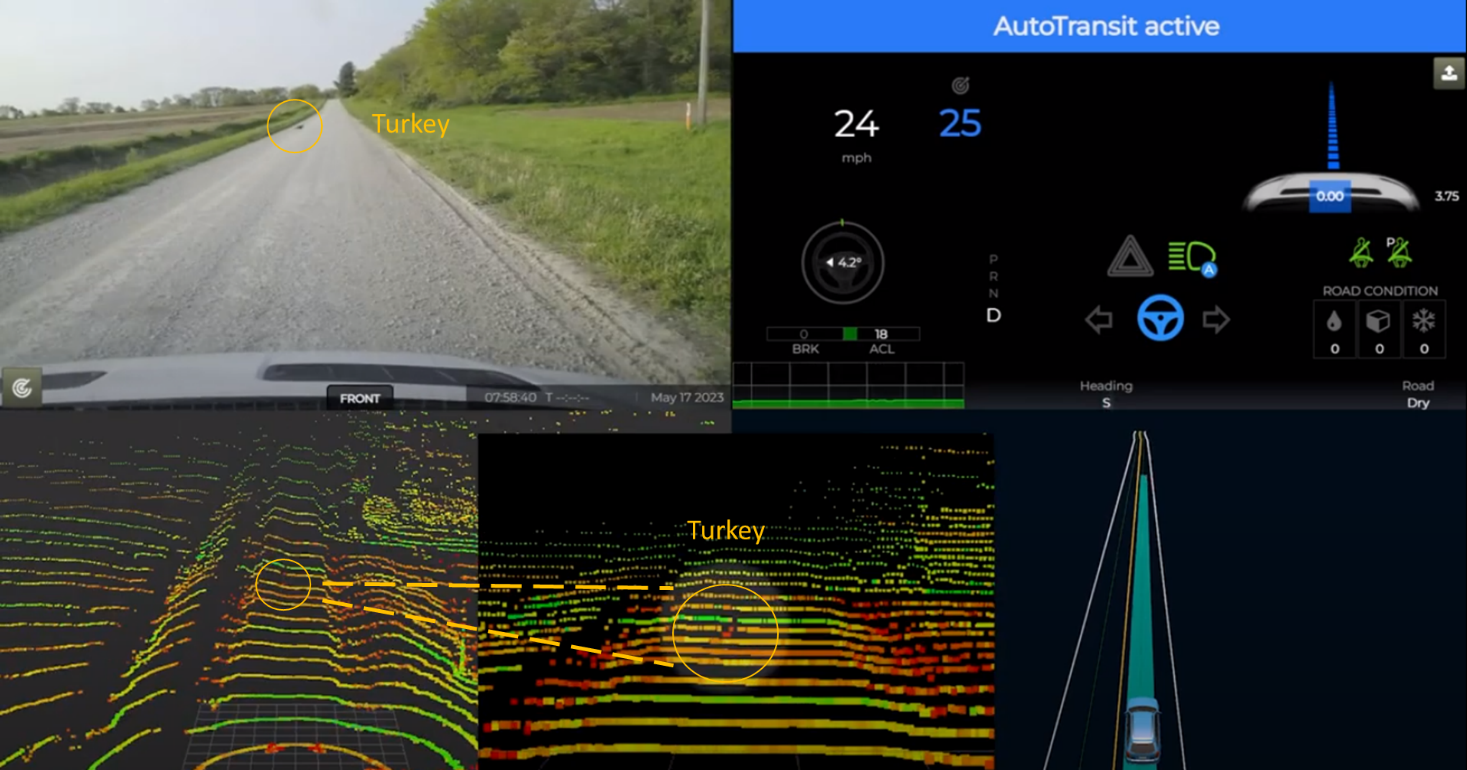 AutoTransit active
Turkey
24
25
mph
0.00
3.75
4.2°
P
R
N
D
A
P
ROAD CONDITION
0 18
BRK ACL
0 0 0
Heading
S
Road
Dry
FRONT
07:58:40 T --:--:--
May 17 2023
Turkey